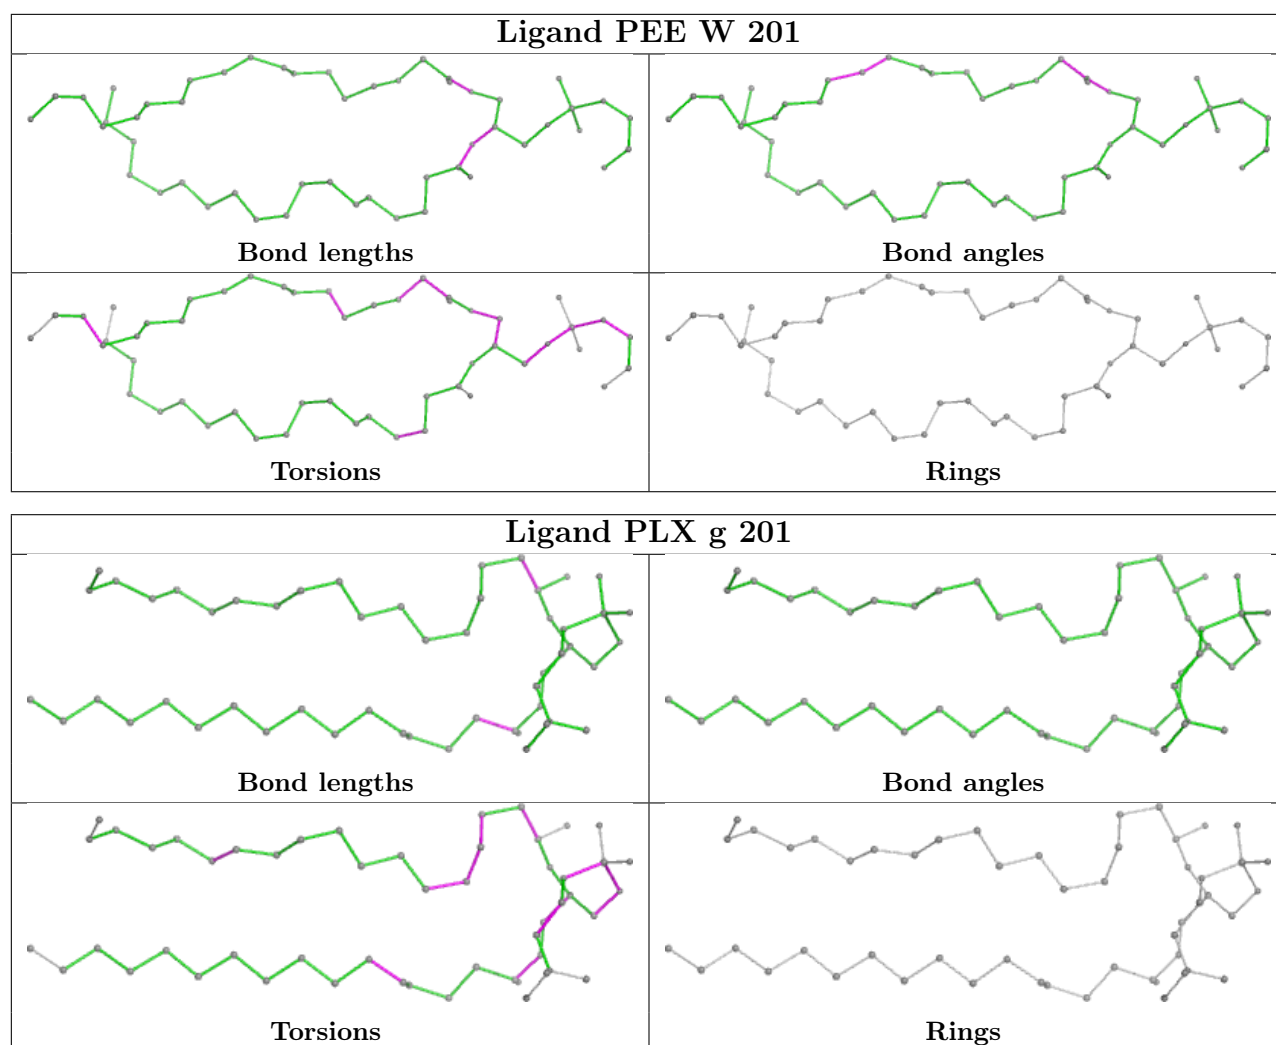 Ligand PEE W 201
Bond lengths
Bond angles
Torsions
Rings
Ligand PLX g 201
Bond lengths
Bond angles
Torsions
Rings